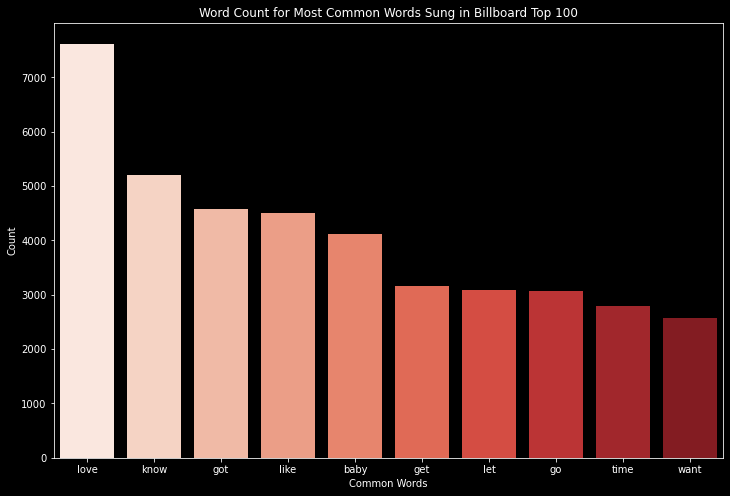 Word Count for Most Common Words Sung in Billboard Top 100
Count
7000
6000
5000
4000
3000
2000
1000
0
love know got like baby get let go time want
Common Words